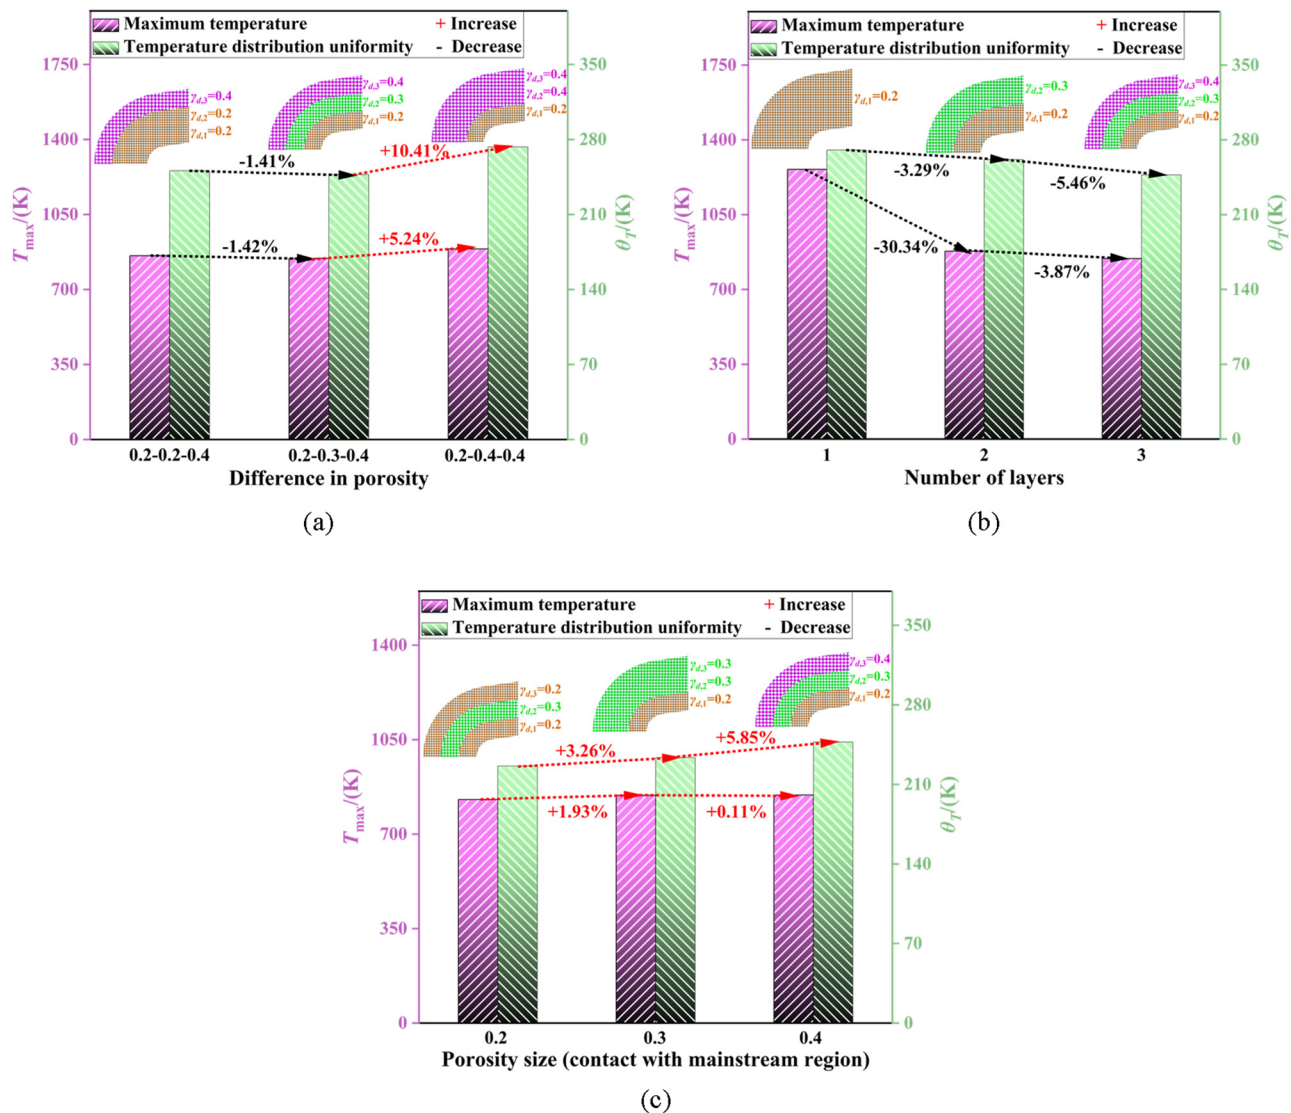 Maximum temperature + Increase
Temperature distribution uniformity - Decrease
1750
1400
1050
700
350
0
Tmax/(K)
350
280
210
140
70
0
θT/(K)
γd,3=0.4
γd,2=0.2
γd,1=0.2
γd,3=0.4
γd,2=0.3
γd,1=0.2
γd,3=0.4
γd,2=0.4
γd,1=0.2
-1.41%
+10.41%
-1.42%
+5.24%
0.2-0.2-0.4 0.2-0.3-0.4 0.2-0.4-0.4
Difference in porosity
(a)
Maximum temperature + Increase
Temperature distribution uniformity - Decrease
1750
1400
1050
700
350
0
Tmax/(K)
350
280
210
140
70
0
θT/(K)
γd,1=0.2
γd,2=0.3
γd,1=0.2
γd,3=0.4
γd,2=0.3
γd,1=0.2
-3.29%
-5.46%
-30.34%
-3.87%
1 2 3
Number of layers
(b)
Maximum temperature + Increase
Temperature distribution uniformity - Decrease
1400
1050
700
350
0
Tmax/(K)
350
280
210
140
70
0
θT/(K)
γd,3=0.2
γd,2=0.3
γd,1=0.2
γd,3=0.3
γd,2=0.3
γd,1=0.2
γd,3=0.4
γd,2=0.3
γd,1=0.2
+3.26%
+5.85%
+1.93%
+0.11%
0.2 0.3 0.4
Porosity size (contact with mainstream region)
(c)